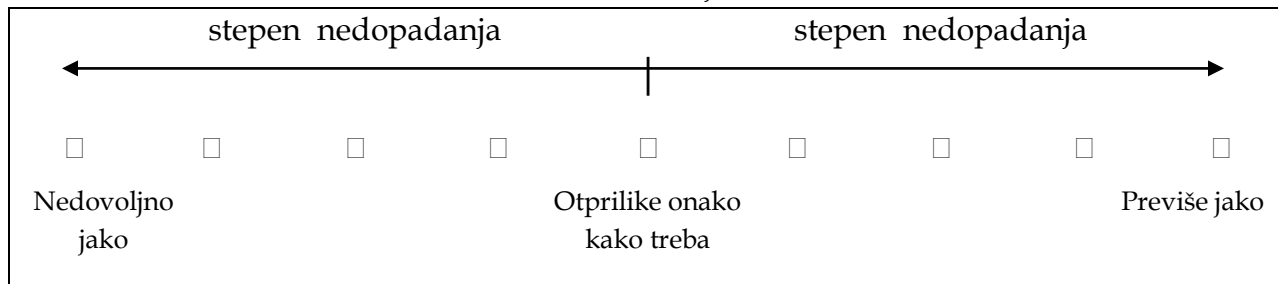 stepen nedopadanja stepen nedopadanja
□ □ □ □ □ □ □ □ □
Nedovoljno Otprilike onako Previše jako
jako kako treba